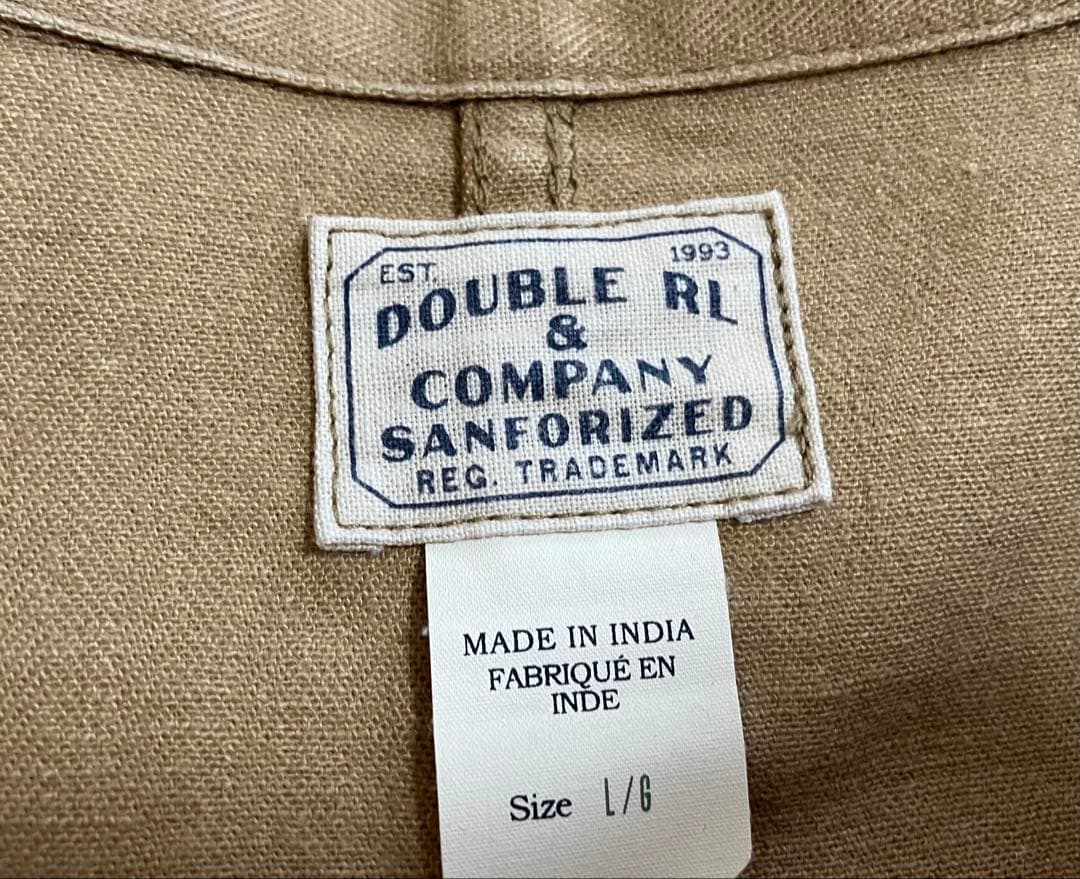 EST. 1993
DOUBLE RL
&
COMPANY
SANFORIZED
REG. TRADEMARK
MADE IN INDIA
FABRIQUÉ EN
INDE
Size L/G